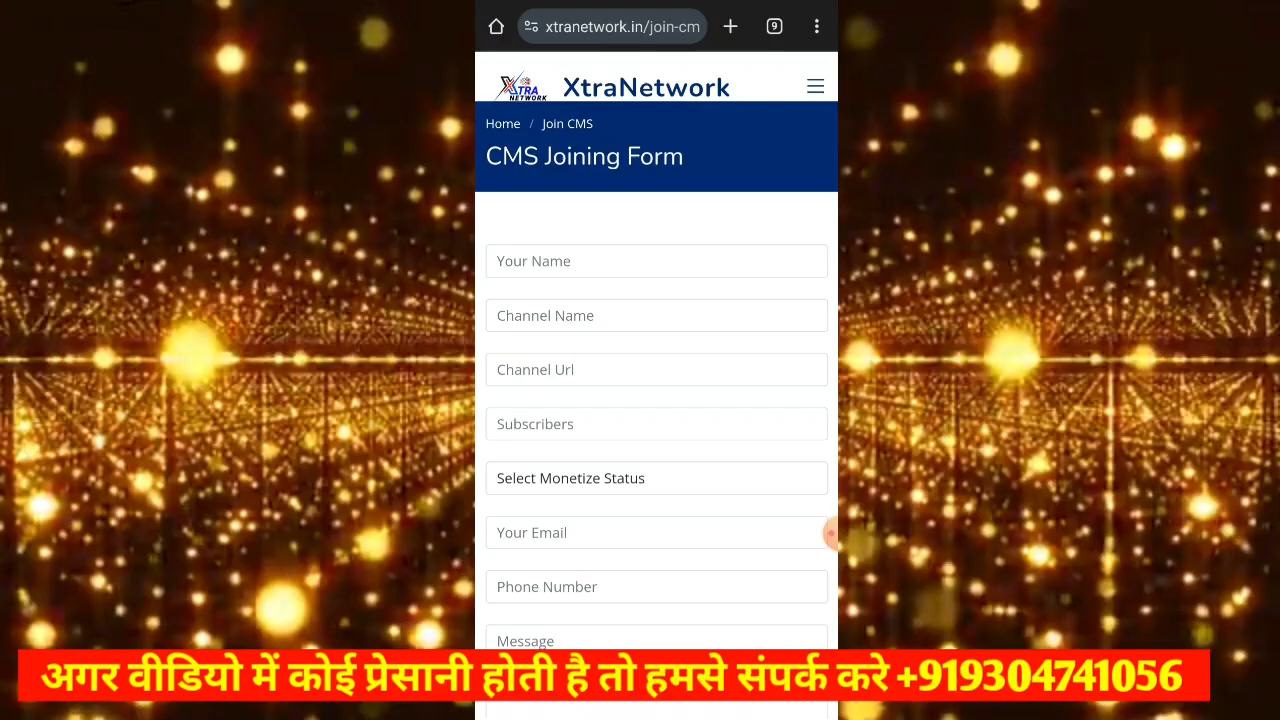 xtranetwork.in/join-cm
9
XTRA
NETWORK
XtraNetwork
Home / Join CMS
CMS Joining Form
Your Name
Channel Name
Channel Url
Subscribers
Select Monetize Status
Your Email
Phone Number
Message
अगर वीडियो में कोई प्रेसानी होती है तो हमसे संपर्क करे +919304741056